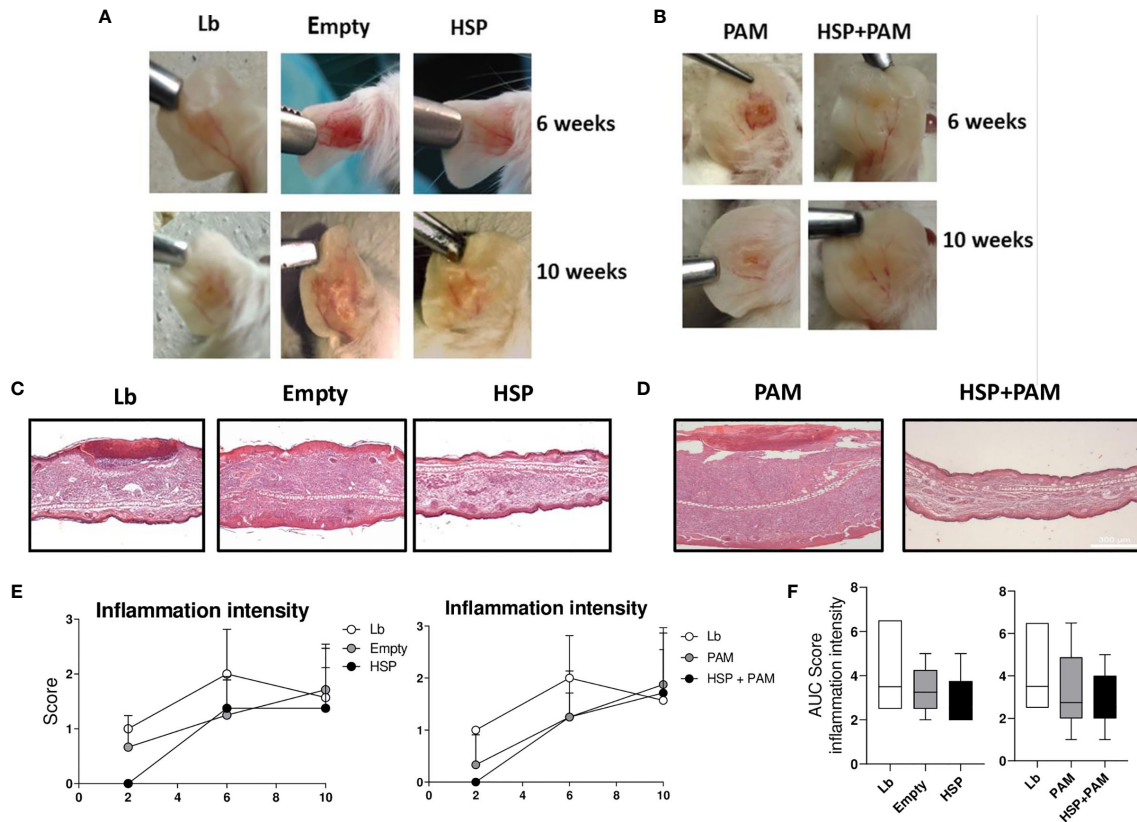 A
Lb
Empty
HSP
6 weeks
10 weeks
B
PAM
HSP+PAM
6 weeks
10 weeks
C
Lb
Empty
HSP
D
PAM
HSP+PAM
300 µm
E
Inflammation intensity
Score
3
2
1
0
0 2 4 6 8 10
Lb
Empty
HSP
Inflammation intensity
3
2
1
0
0 2 4 6 8 10
Lb
PAM
HSP + PAM
F
AUC Score
inflammation intensity
8
6
4
2
0
Lb
Empty
HSP
8
6
4
2
0
Lb
PAM
HSP+PAM